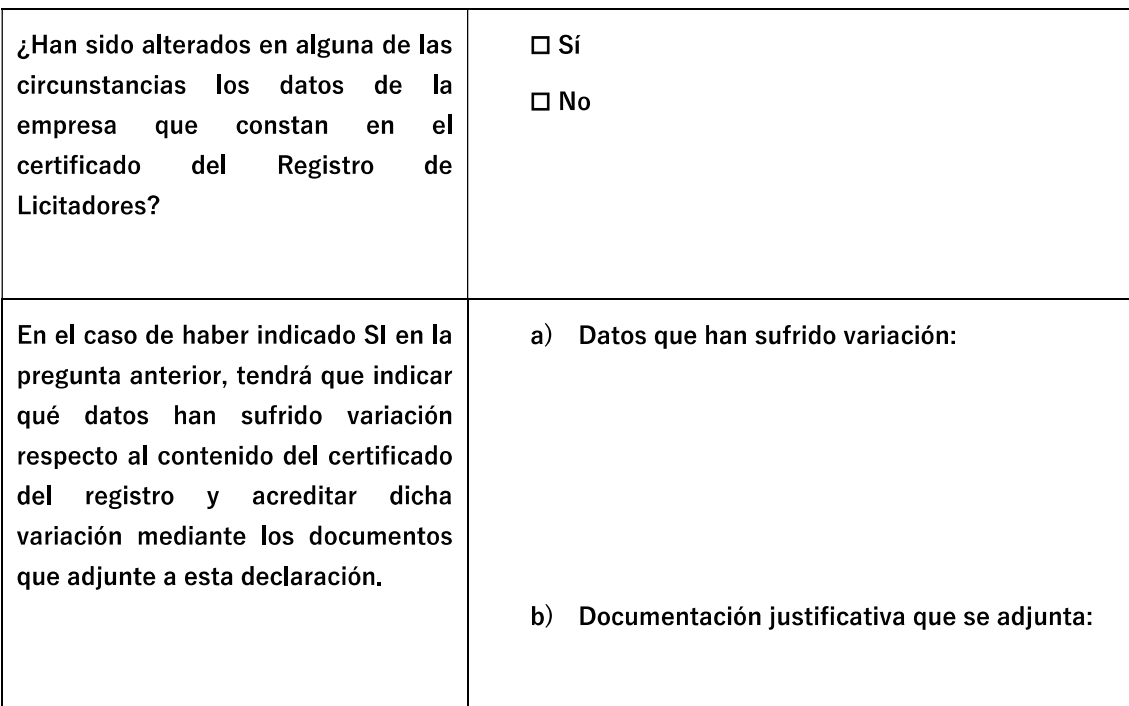 ¿Han sido alterados en alguna de las
circunstancias los datos de la
empresa que constan en el
certificado del Registro de
Licitadores?
☐ Sí
☐ No
En el caso de haber indicado SI en la
pregunta anterior, tendrá que indicar
qué datos han sufrido variación
respecto al contenido del certificado
del registro y acreditar dicha
variación mediante los documentos
que adjunte a esta declaración.
a) Datos que han sufrido variación:
b) Documentación justificativa que se adjunta: